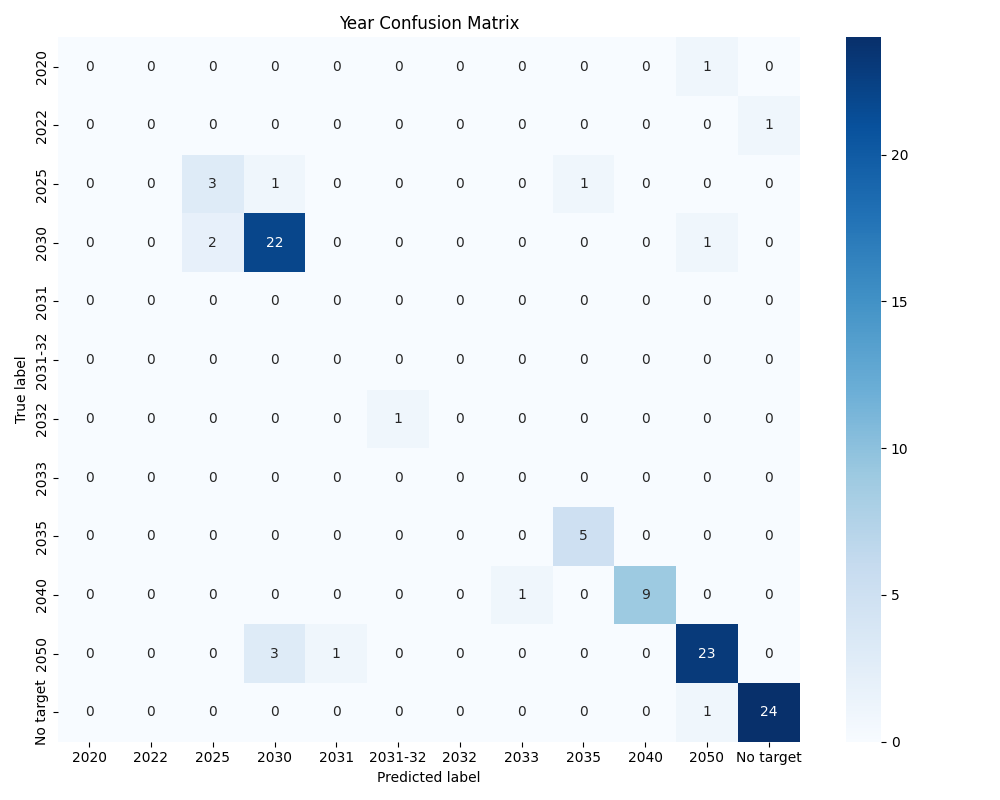 Year Confusion Matrix
2020 0 0 0 0 0 0 0 0 0 0 1 0
2022 0 0 0 0 0 0 0 0 0 0 0 1
2025 0 0 3 1 0 0 0 0 1 0 0 0
2030 0 0 2 22 0 0 0 0 0 0 1 0
2031 0 0 0 0 0 0 0 0 0 0 0 0
2031-32 0 0 0 0 0 0 0 0 0 0 0 0
2032 0 0 0 0 0 1 0 0 0 0 0 0
2033 0 0 0 0 0 0 0 0 0 0 0 0
2035 0 0 0 0 0 0 0 0 5 0 0 0
2040 0 0 0 0 0 0 0 1 0 9 0 0
2050 0 0 0 3 1 0 0 0 0 0 23 0
No target 0 0 0 0 0 0 0 0 0 0 1 24
True label
2020 2022 2025 2030 2031 2031-32 2032 2033 2035 2040 2050 No target
Predicted label
20
15
10
5
0